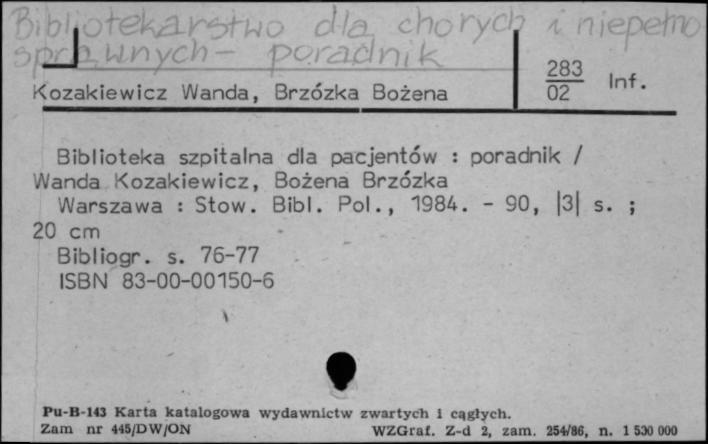 Bibliotekarstwo dla chorych i niepełno-
sprawnych - poradnik
Kozakiewicz Wanda, Brzózka Bożena
283
02
Inf.
Biblioteka szpitalna dla pacjentów : poradnik /
Wanda Kozakiewicz, Bożena Brzózka
Warszawa : Stow. Bibl. Pol., 1984. - 90, |3| s. ;
20 cm
Bibliogr. s. 76-77
ISBN 83-00-00150-6
Pu-B-143 Karta katalogowa wydawnictw zwartych i ciągłych.
Zam nr 445/DW/ON WZGraf. Z-d 2, zam. 254/86, n. 1 530 000